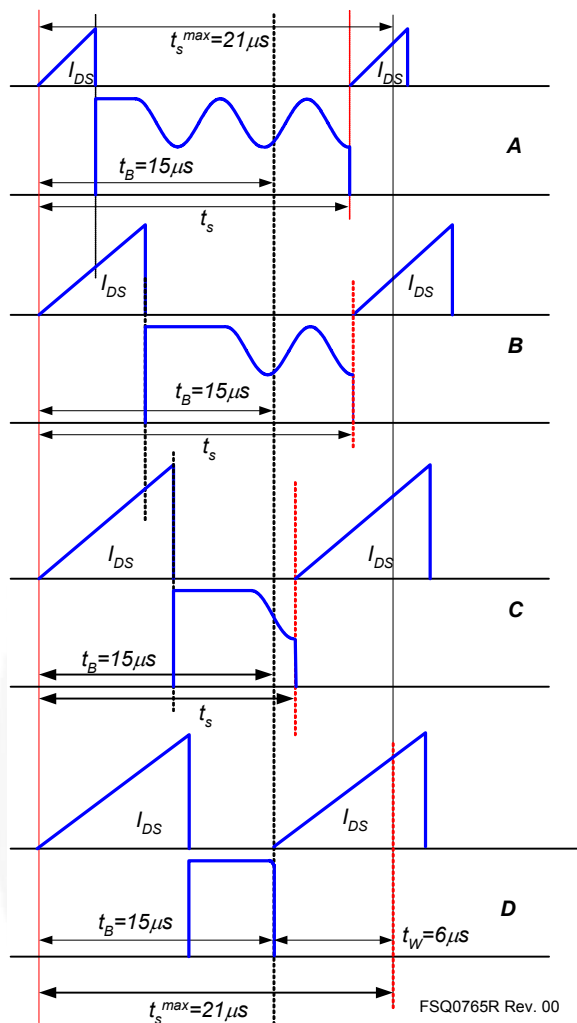 t_s^max=21μs
I_DS I_DS
A
t_B=15μs
t_s
I_DS I_DS
B
t_B=15μs
t_s
I_DS I_DS
C
t_B=15μs
t_s
I_DS I_DS
D
t_B=15μs t_W=6μs
t_s^max=21μs FSQ0765R Rev. 00